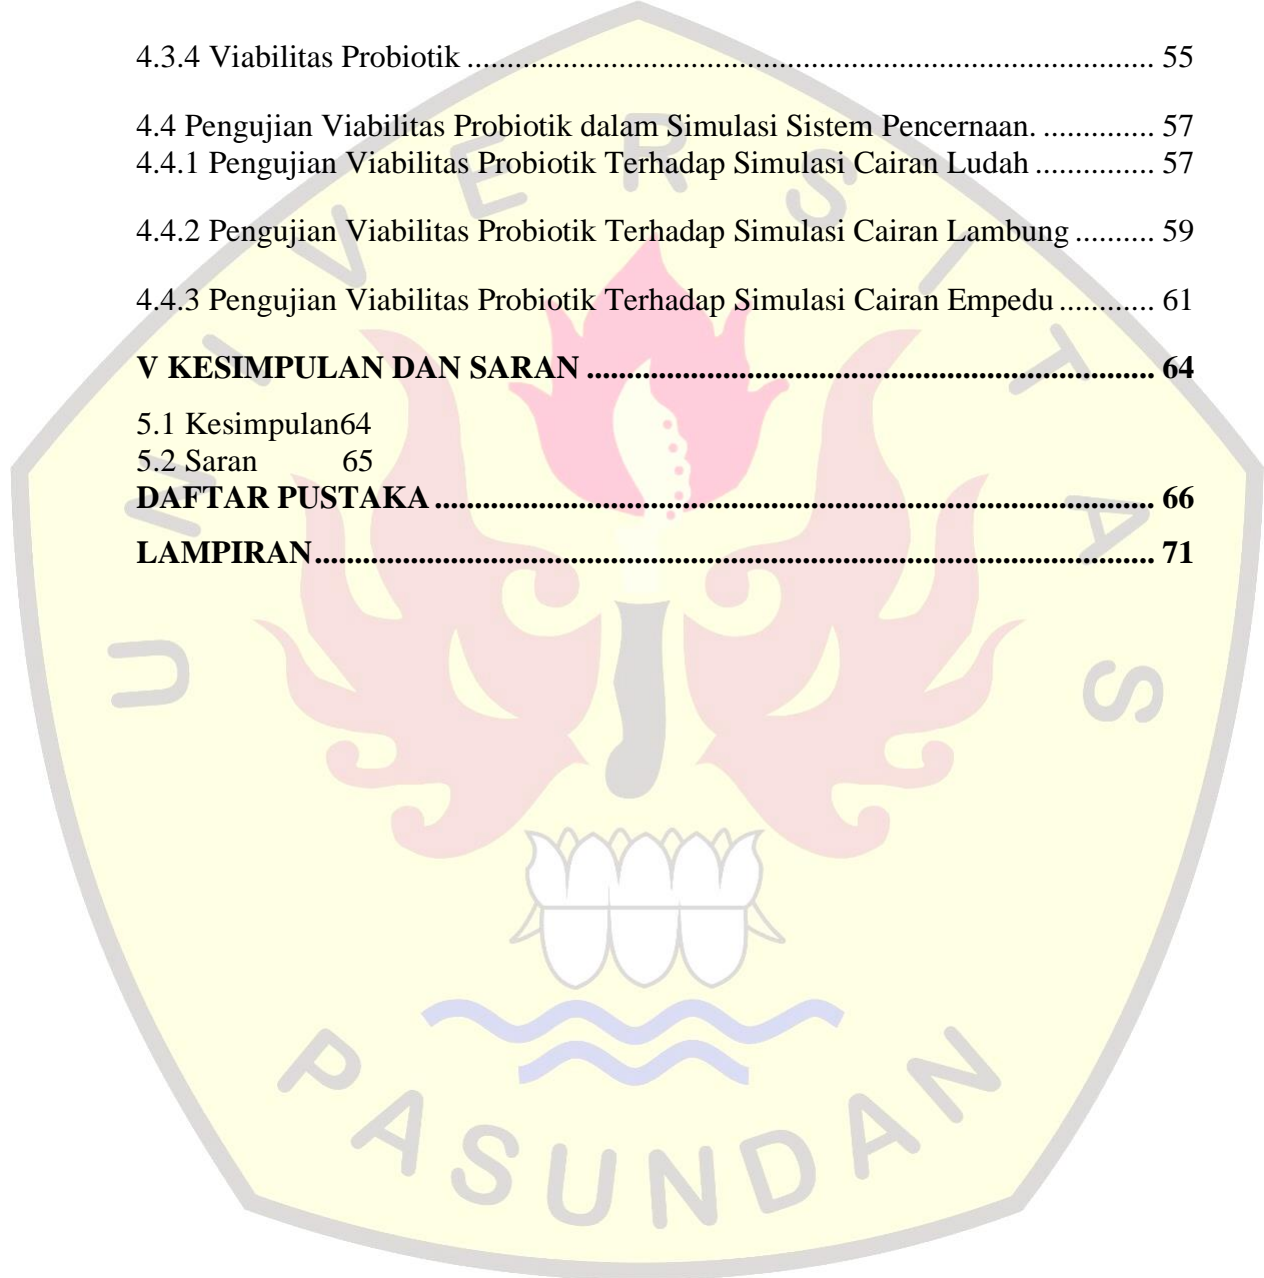 4.3.4 Viabilitas Probiotik ....................................................................................... 55
4.4 Pengujian Viabilitas Probiotik dalam Simulasi Sistem Pencernaan. .............. 57
4.4.1 Pengujian Viabilitas Probiotik Terhadap Simulasi Cairan Ludah ............... 57
4.4.2 Pengujian Viabilitas Probiotik Terhadap Simulasi Cairan Lambung .......... 59
4.4.3 Pengujian Viabilitas Probiotik Terhadap Simulasi Cairan Empedu ............ 61
V KESIMPULAN DAN SARAN ........................................................................ 64
5.1 Kesimpulan64
5.2 Saran 65
DAFTAR PUSTAKA ........................................................................................... 66
LAMPIRAN.......................................................................................................... 71
UNIVERSITAS
PASUNDAN